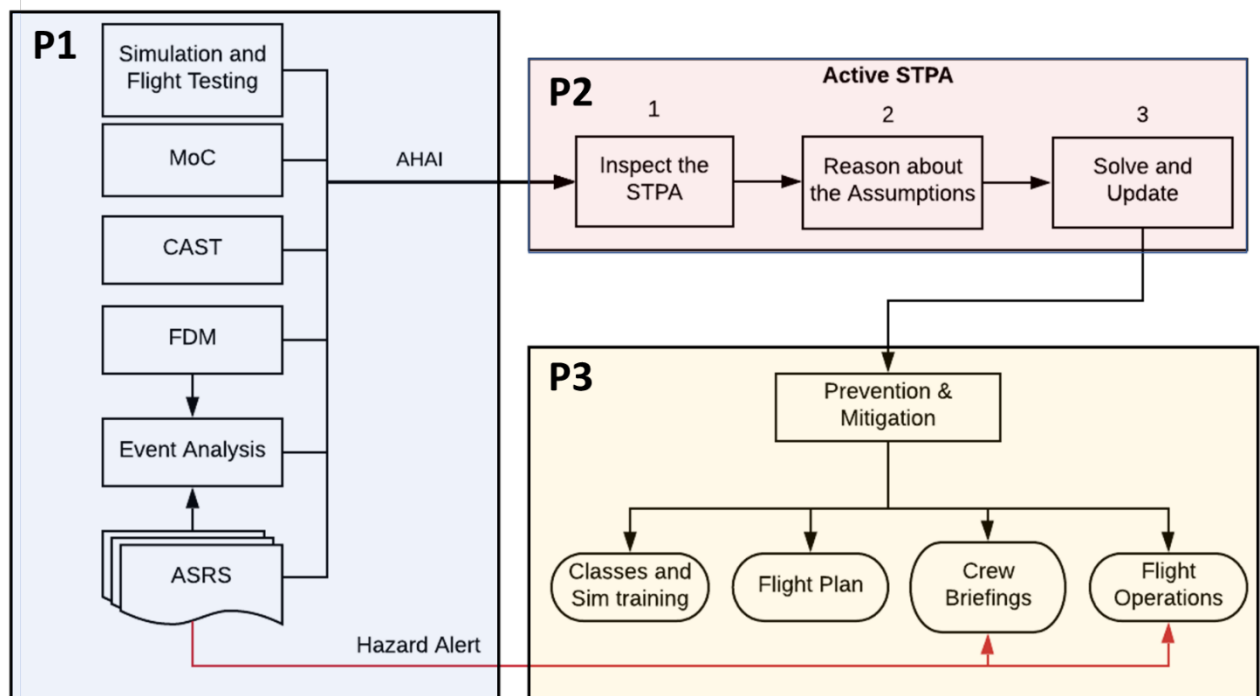 P1
Simulation and
Flight Testing
MoC
CAST
FDM
Event Analysis
ASRS
AHAI
Hazard Alert
P2
Active STPA
1
Inspect the
STPA
2
Reason about
the Assumptions
3
Solve and
Update
P3
Prevention &
Mitigation
Classes and
Sim training
Flight Plan
Crew
Briefings
Flight
Operations